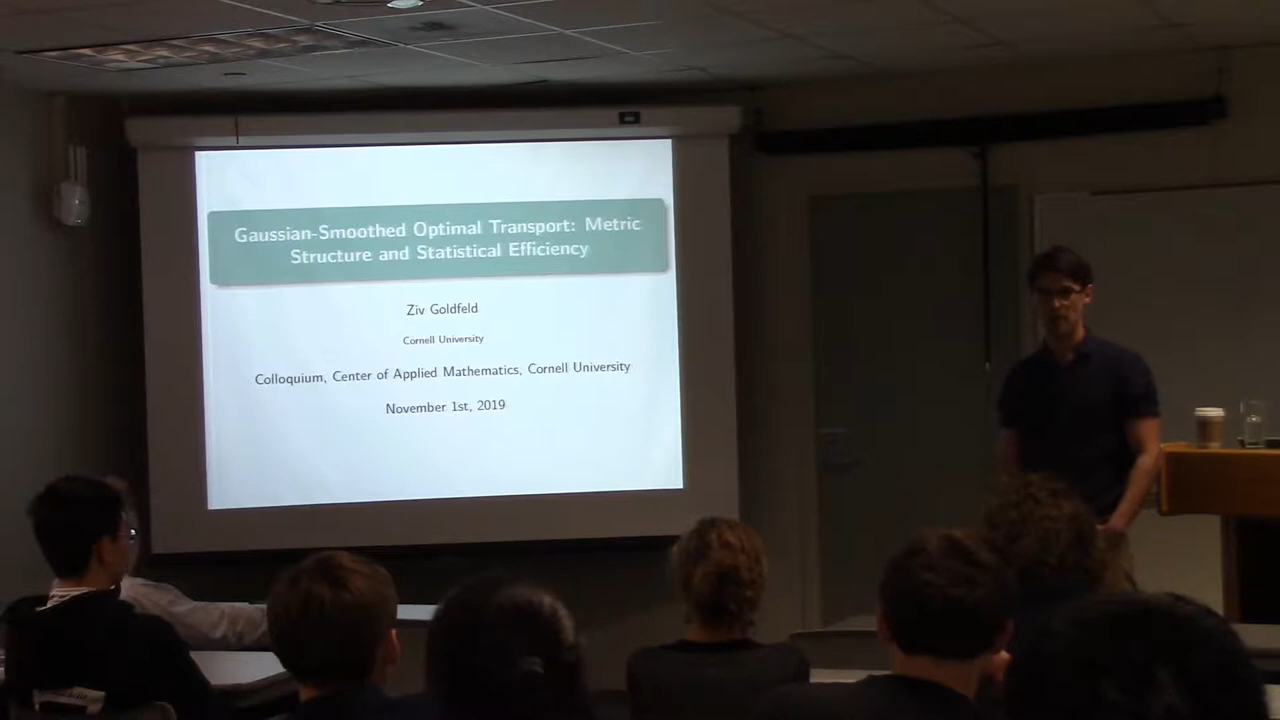 Gaussian-Smoothed Optimal Transport: Metric
Structure and Statistical Efficiency
Ziv Goldfeld
Cornell University
Colloquium, Center of Applied Mathematics, Cornell University
November 1st, 2019